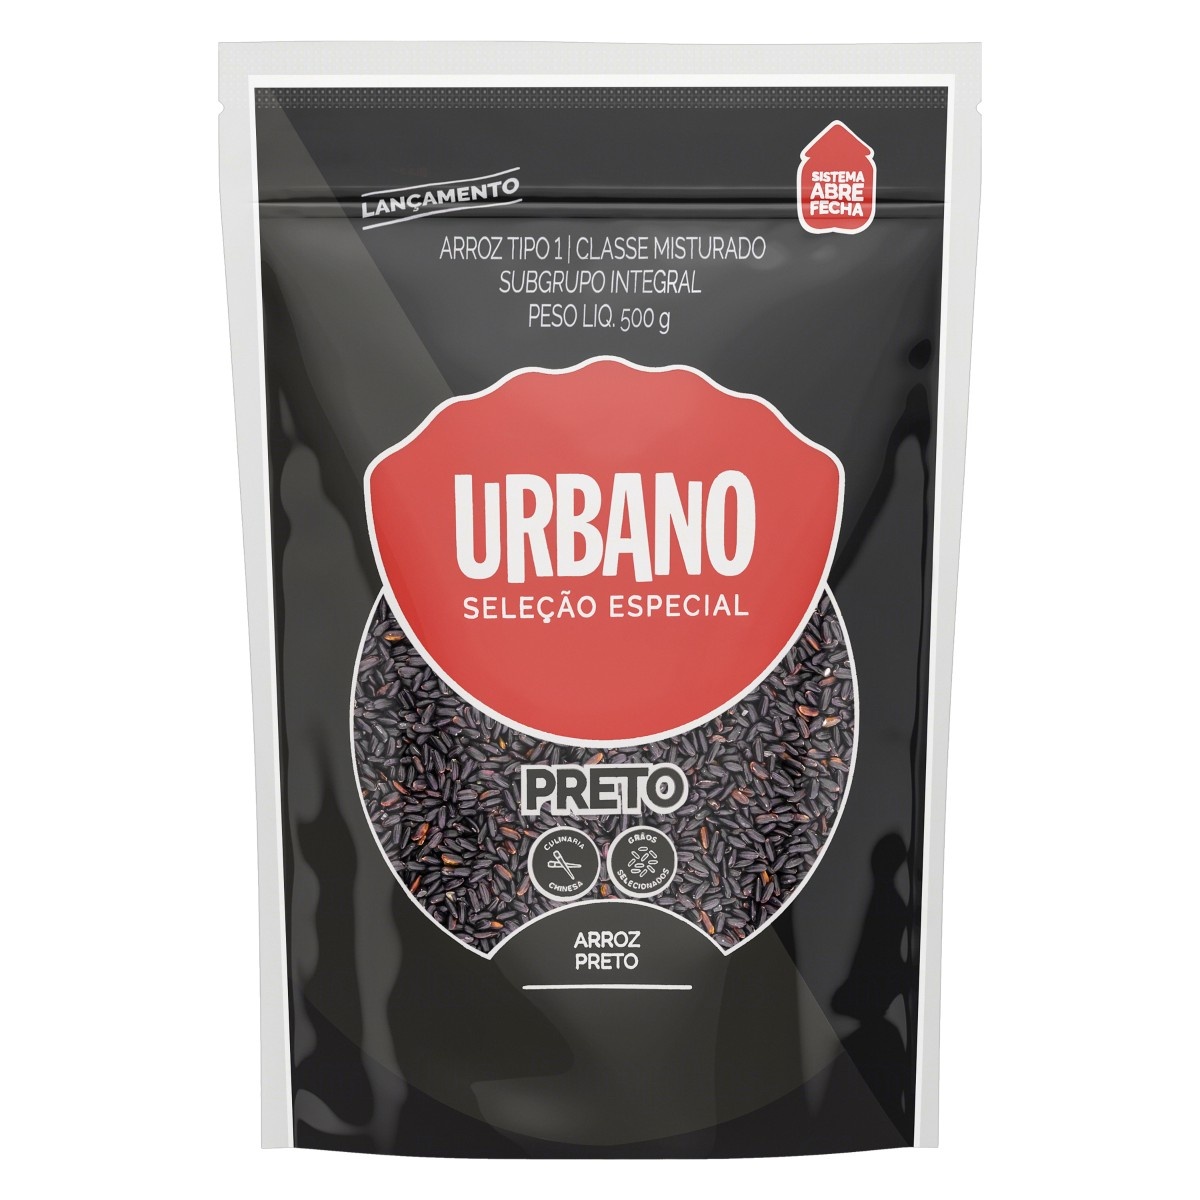 LANÇAMENTO
SISTEMA
ABRE
FECHA
ARROZ TIPO 1 | CLASSE MISTURADO
SUBGRUPO INTEGRAL
PESO LIQ. 500 g
URBANO
SELEÇÃO ESPECIAL
PRETO
CULINÁRIA
CHINESA
GRÃOS
SELECIONADOS
ARROZ
PRETO